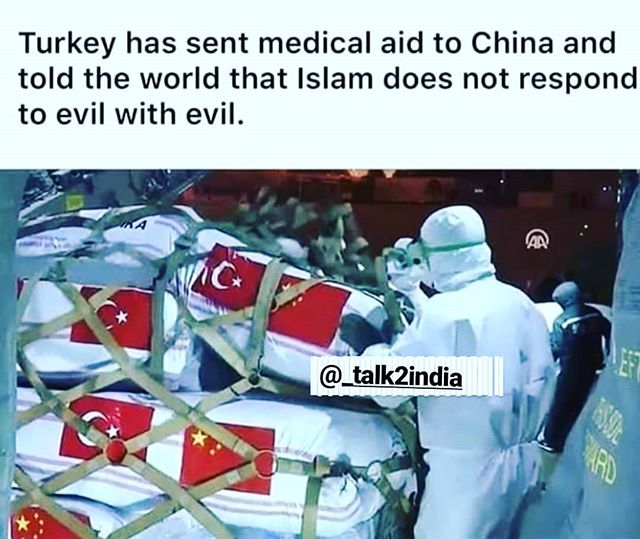 Turkey has sent medical aid to China and
told the world that Islam does not respond
to evil with evil.
AA
@_talk2india